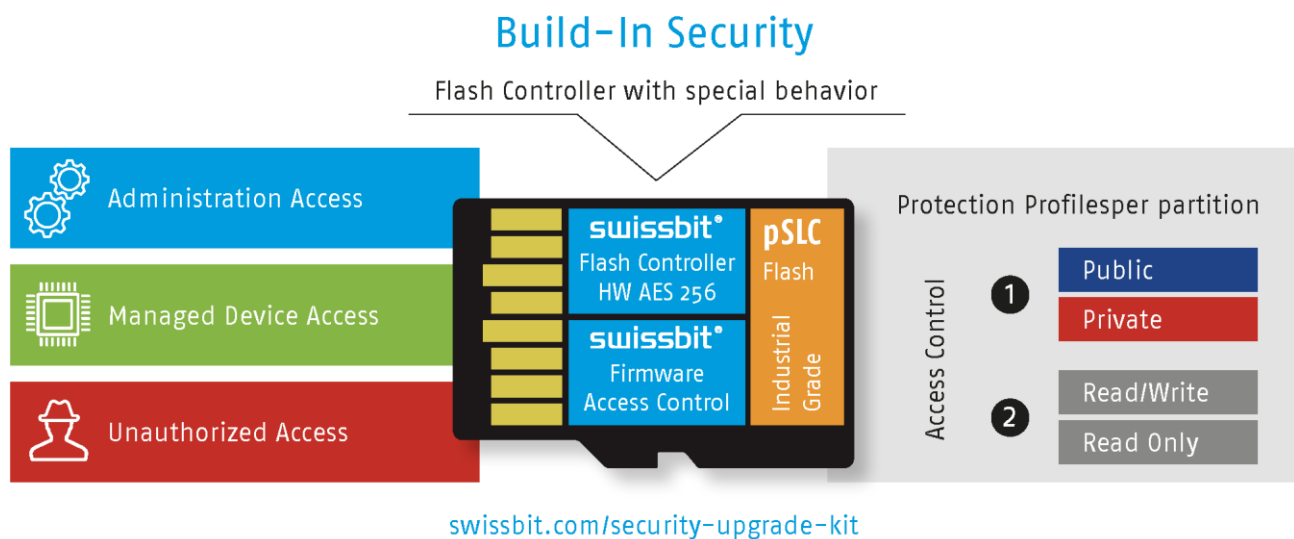 Build-In Security
Flash Controller with special behavior
Administration Access
Managed Device Access
Unauthorized Access
swissbit®
Flash Controller
HW AES 256
swissbit®
Firmware
Access Control
pSLC
Flash
Industrial
Grade
Protection Profilesper partition
Access Control
1
Public
Private
2
Read/Write
Read Only
swissbit.com/security-upgrade-kit